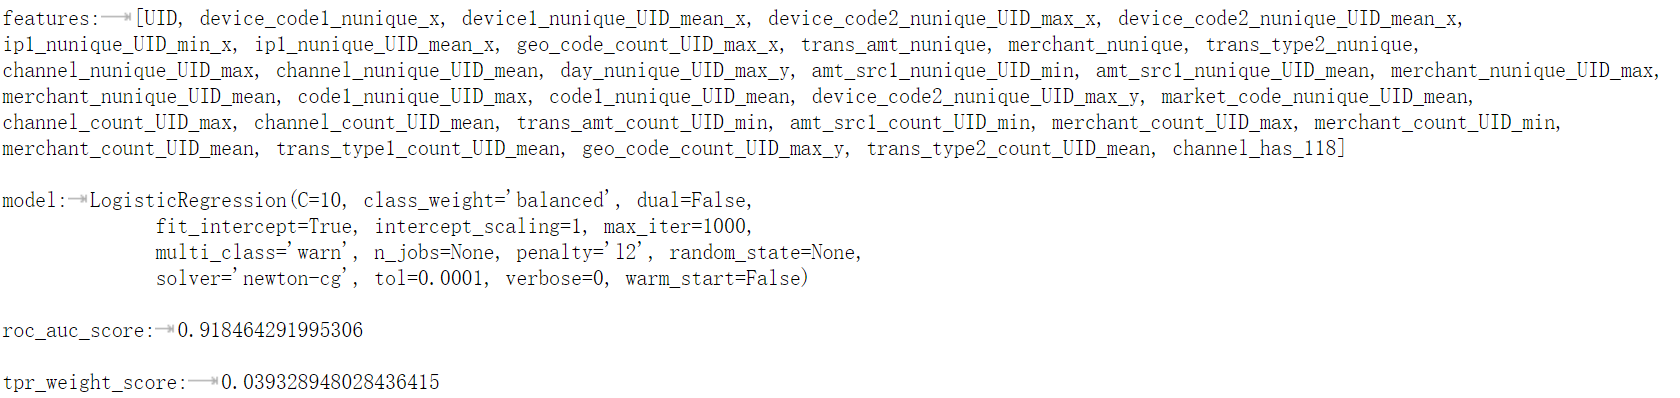 features: [UID, device_code1_nunique_x, device1_nunique_UID_mean_x, device_code2_nunique_UID_max_x, device_code2_nunique_UID_mean_x,
ip1_nunique_UID_min_x, ip1_nunique_UID_mean_x, geo_code_count_UID_max_x, trans_amt_nunique, merchant_nunique, trans_type2_nunique,
channel_nunique_UID_max, channel_nunique_UID_mean, day_nunique_UID_max_y, amt_src1_nunique_UID_min, amt_src1_nunique_UID_mean, merchant_nunique_UID_max,
merchant_nunique_UID_mean, code1_nunique_UID_max, code1_nunique_UID_mean, device_code2_nunique_UID_max_y, market_code_nunique_UID_mean,
channel_count_UID_max, channel_count_UID_mean, trans_amt_count_UID_min, amt_src1_count_UID_min, merchant_count_UID_max, merchant_count_UID_min,
merchant_count_UID_mean, trans_type1_count_UID_mean, geo_code_count_UID_max_y, trans_type2_count_UID_mean, channel_has_118]
model: LogisticRegression(C=10, class_weight='balanced', dual=False,
fit_intercept=True, intercept_scaling=1, max_iter=1000,
multi_class='warn', n_jobs=None, penalty='l2', random_state=None,
solver='newton-cg', tol=0.0001, verbose=0, warm_start=False)
roc_auc_score: 0.918464291995306
tpr_weight_score: 0.039328948028436415